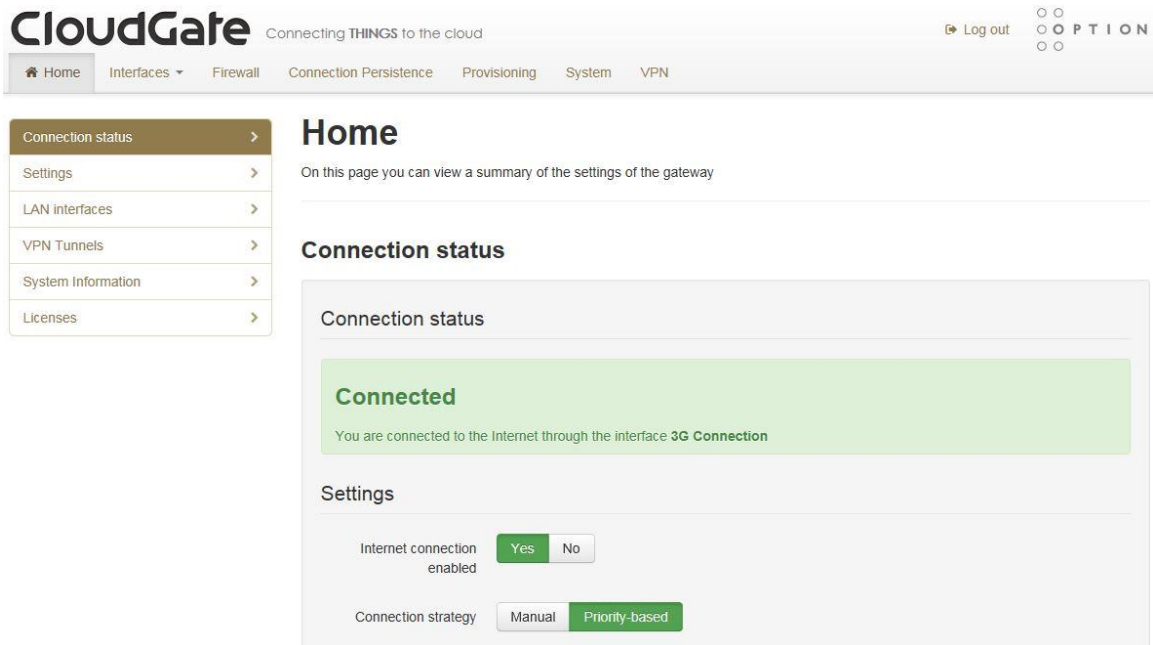 CloudGate Connecting THINGS to the cloud
Log out
OPTION
Home Interfaces Firewall Connection Persistence Provisioning System VPN
Connection status
Settings
LAN interfaces
VPN Tunnels
System Information
Licenses
Home
On this page you can view a summary of the settings of the gateway
Connection status
Connection status
Connected
You are connected to the Internet through the interface 3G Connection
Settings
Internet connection
enabled
Yes No
Connection strategy
Manual Priority-based